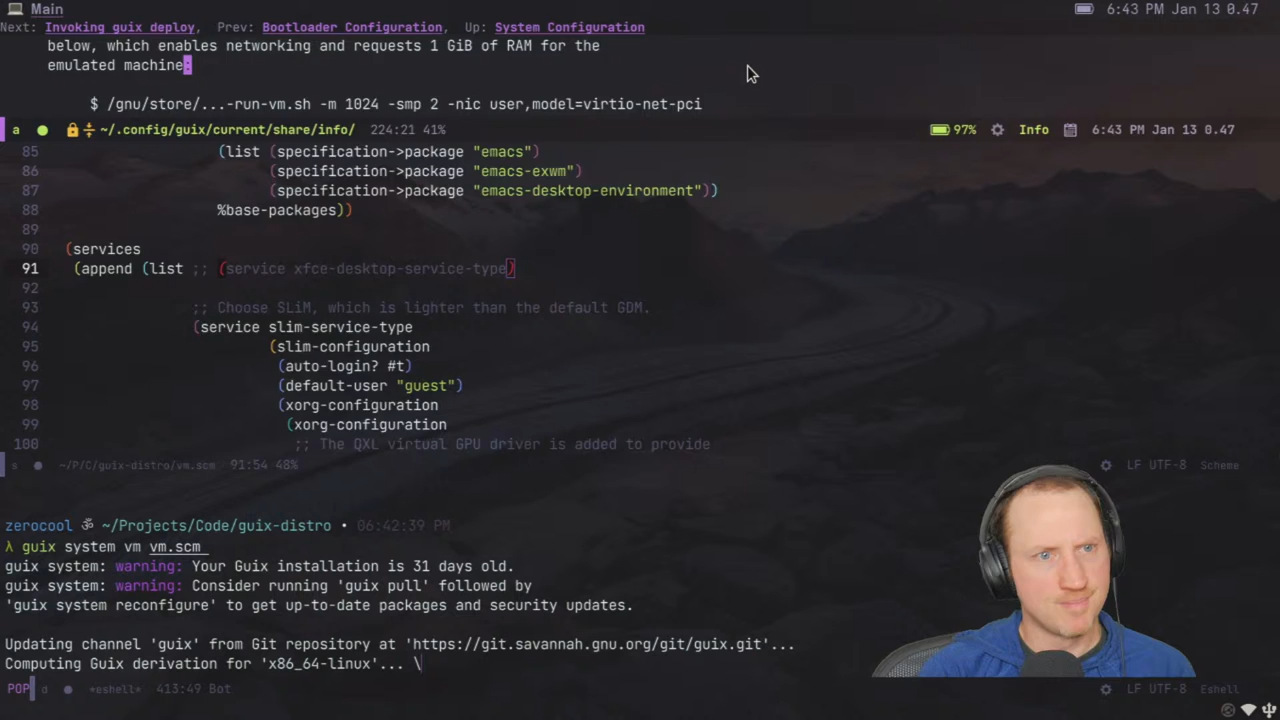 Main
6:43 PM Jan 13 0.47
Next: Invoking guix deploy, Prev: Bootloader Configuration, Up: System Configuration
below, which enables networking and requests 1 GiB of RAM for the
emulated machine:
$ /gnu/store/...-run-vm.sh -m 1024 -smp 2 -nic user,model=virtio-net-pci
a ~/.config/guix/current/share/info/ 224:21 41% 97% Info 6:43 PM Jan 13 0.47
85 (list (specification->package "emacs")
86 (specification->package "emacs-exwm")
87 (specification->package "emacs-desktop-environment"))
88 %base-packages))
89
90 (services
91 (append (list ;; (service xfce-desktop-service-type)
92
93 ;; Choose SLiM, which is lighter than the default GDM.
94 (service slim-service-type
95 (slim-configuration
96 (auto-login? #t)
97 (default-user "guest")
98 (xorg-configuration
99 (xorg-configuration
100 ;; The QXL virtual GPU driver is added to provide
s ~/P/C/guix-distro/vm.scm 91:54 48% LF UTF-8 Scheme
zerocool ॐ ~/Projects/Code/guix-distro • 06:42:39 PM
λ guix system vm vm.scm
guix system: warning: Your Guix installation is 31 days old.
guix system: warning: Consider running 'guix pull' followed by
'guix system reconfigure' to get up-to-date packages and security updates.
Updating channel 'guix' from Git repository at 'https://git.savannah.gnu.org/git/guix.git'...
Computing Guix derivation for 'x86_64-linux'... \
POP a *eshell* 413:49 Bot LF UTF-8 Eshell